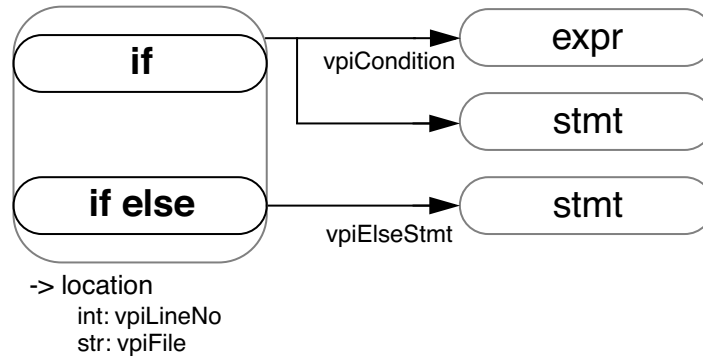 if
vpiCondition
expr
stmt
if else
vpiElseStmt
stmt
-> location
int: vpiLineNo
str: vpiFile